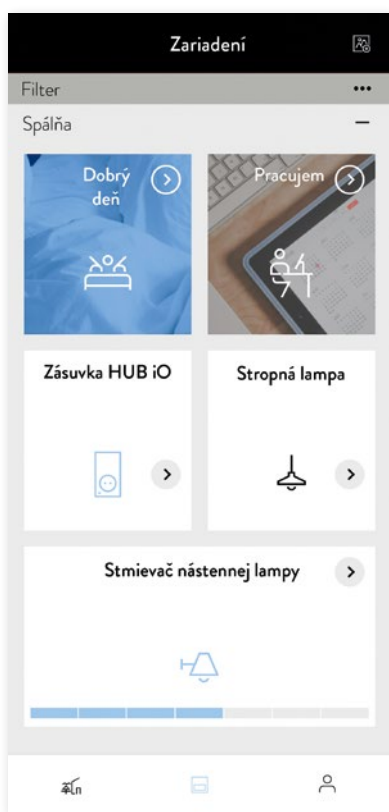 Zariadení
Filter
Spálňa
Dobrý
deň
Pracujem
Zásuvka HUB iO
Stropná lampa
Stmievač nástennej lampy